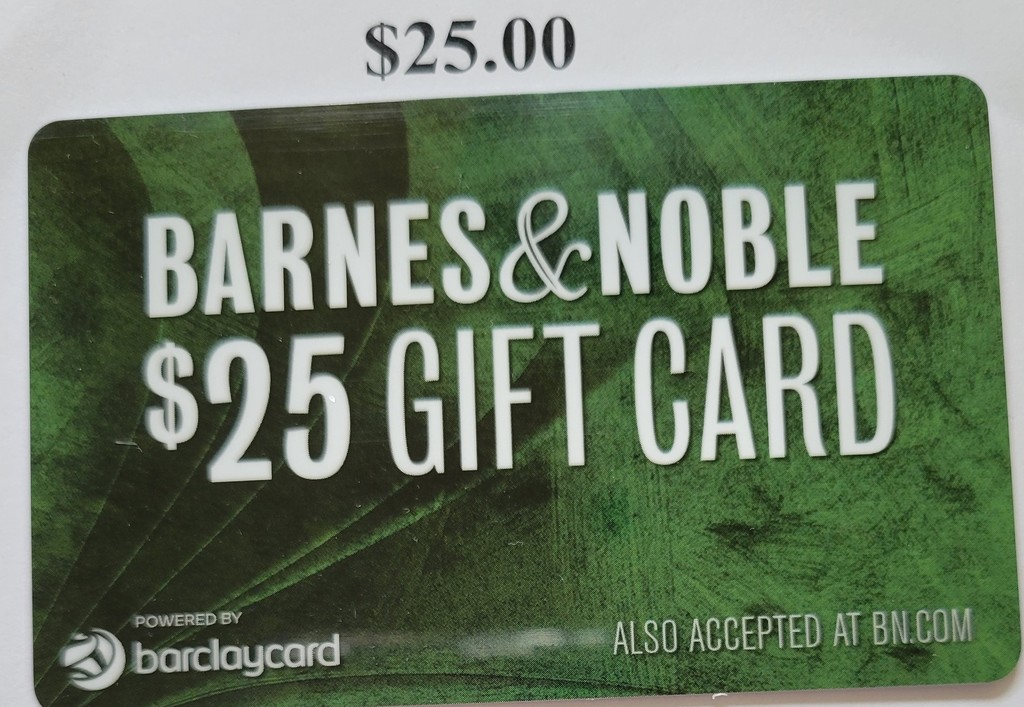 $25.00
BARNES & NOBLE
$25 GIFT CARD
POWERED BY
barclaycard
ALSO ACCEPTED AT BN.COM